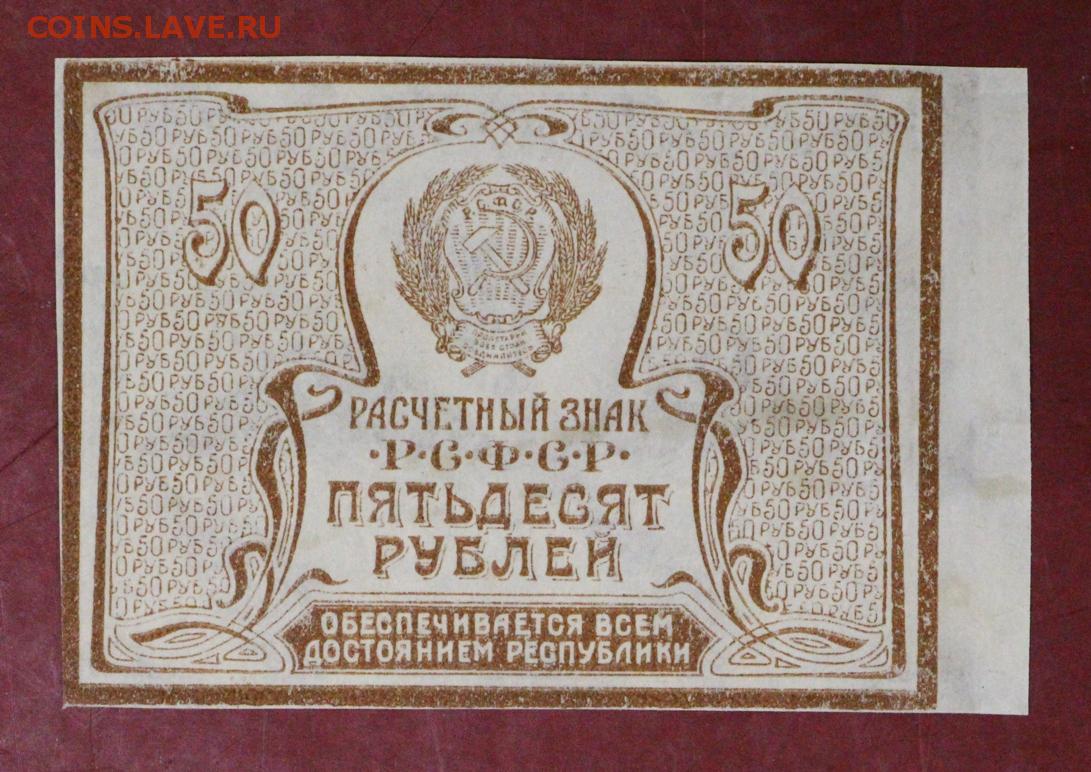 COINS.LAVE.RU
50 50
Р.С.Ф.С.Р.
РАСЧЕТНЫЙ ЗНАК
·Р·С·Ф·С·Р·
ПЯТЬДЕСЯТ
РУБЛЕЙ
ОБЕСПЕЧИВАЕТСЯ ВСЕМ
ДОСТОЯНИЕМ РЕСПУБЛИКИ